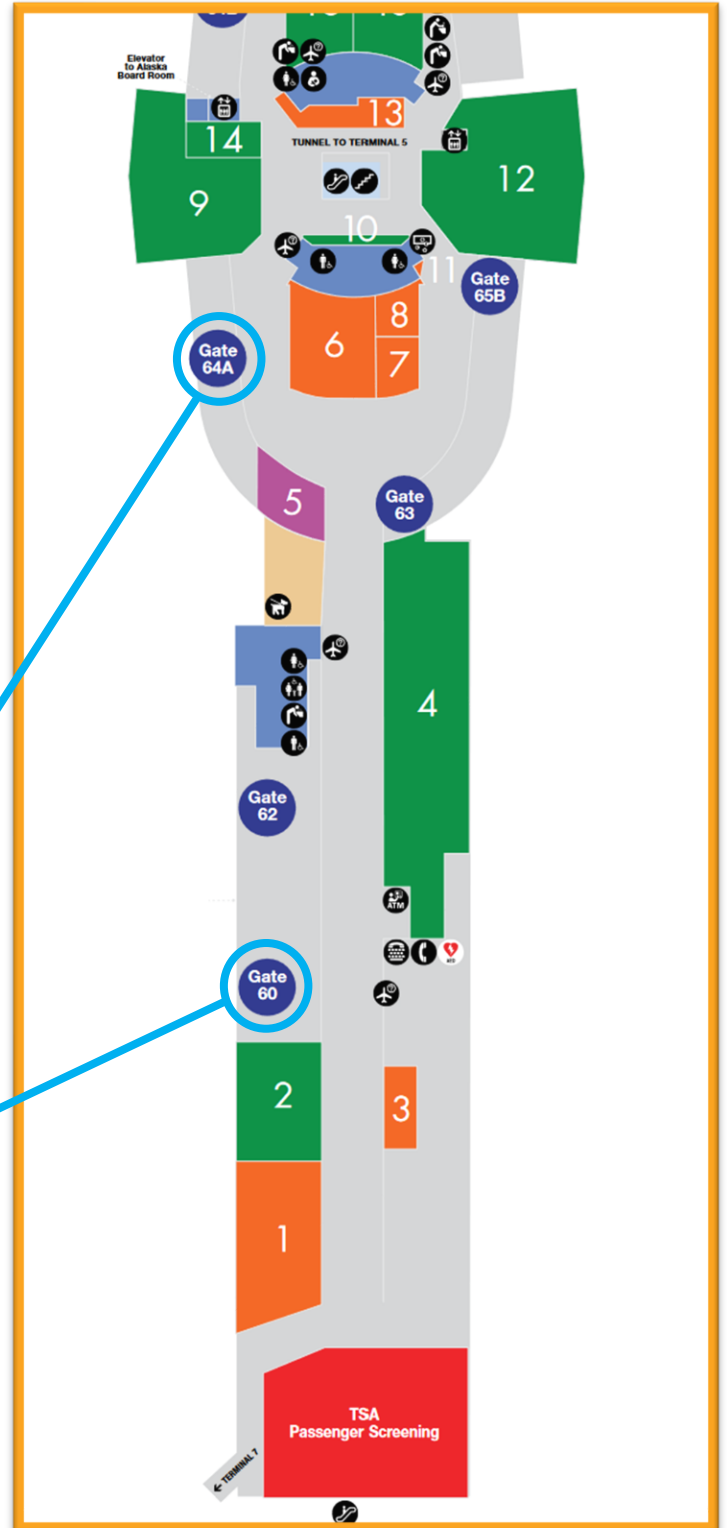 Elevator
to Alaska
Board Room
13
14
TUNNEL TO TERMINAL 5
12
9
10
11
Gate
65B
8
6
7
Gate
64A
5
Gate
63
4
Gate
62
ATM
AED
Gate
60
2
3
1
TSA
Passenger Screening
← TERMINAL 7